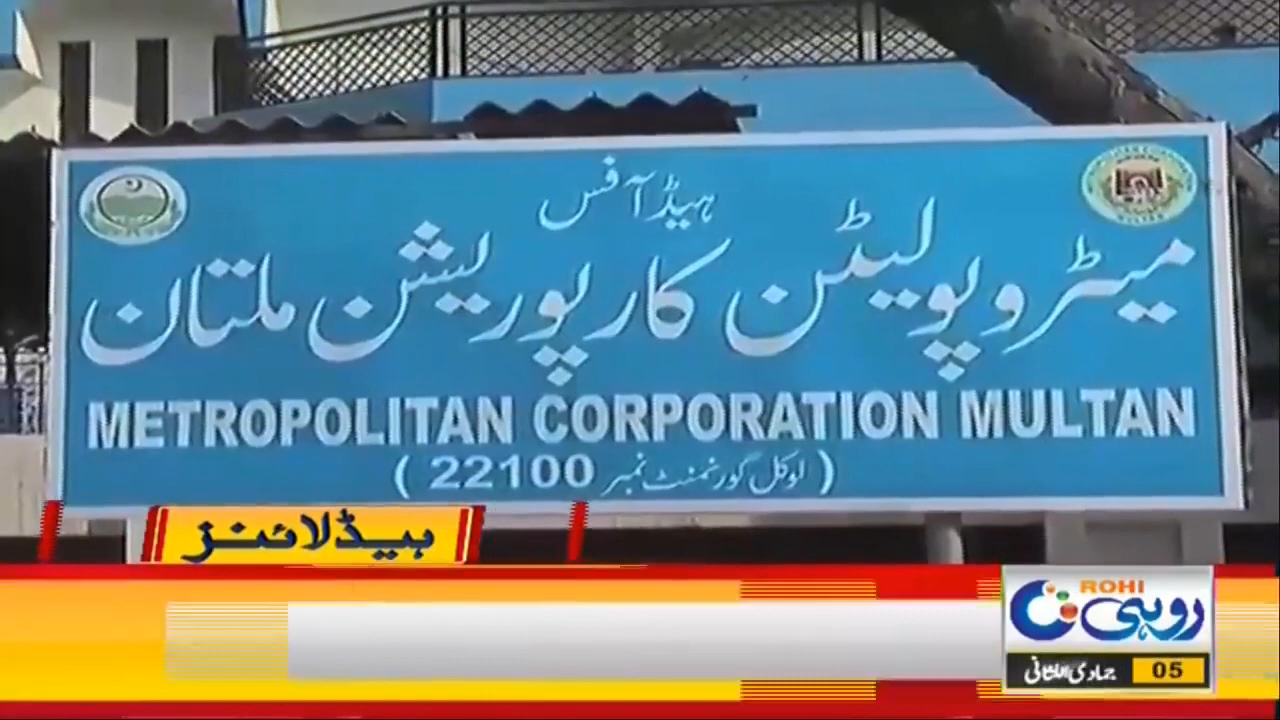 ہیڈ آفس
میٹروپولیٹن کارپوریشن ملتان
METROPOLITAN CORPORATION MULTAN
( لوکل گورنمنٹ نمبر 22100 )
ہیڈلائنز
ROHI
روہی
05 جمادی الثانی